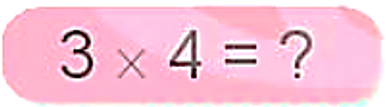 3 × 4 = ?